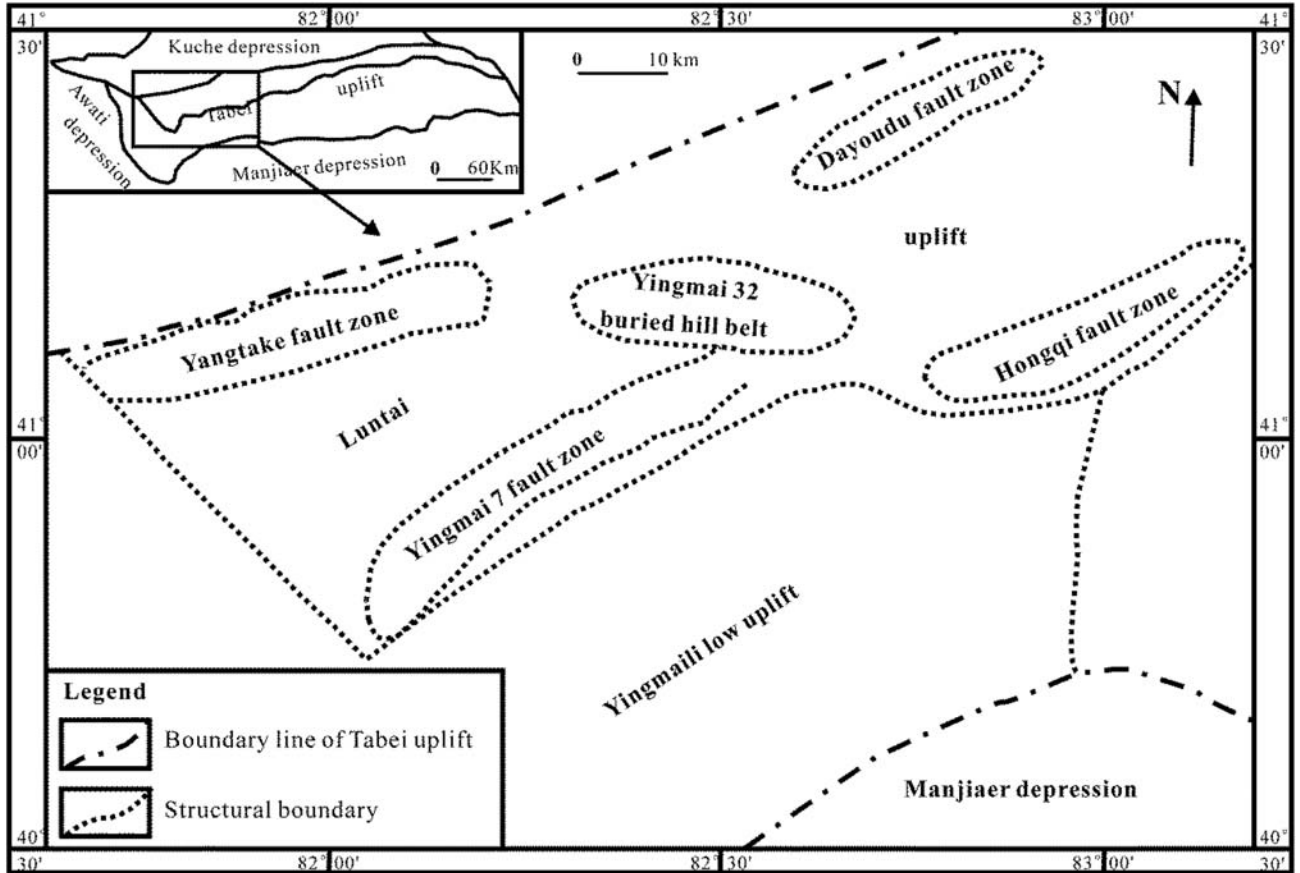 41°
82° 00'
82° 30'
83° 00'
41°
30'
30'
Kuche depression
uplift
Tabei
Awati
depression
Manjiaer depression
0 60Km
0 10 km
N
Dayoudu fault zone
uplift
Yingmai 32
buried hill belt
Yangtake fault zone
Hongqi fault zone
Luntai
41°
00'
41°
00'
Yingmai 7 fault zone
Yingmaili low uplift
Manjiaer depression
Legend
Boundary line of Tabei uplift
Structural boundary
40°
30'
82° 00'
82° 30'
83° 00'
40°
30'